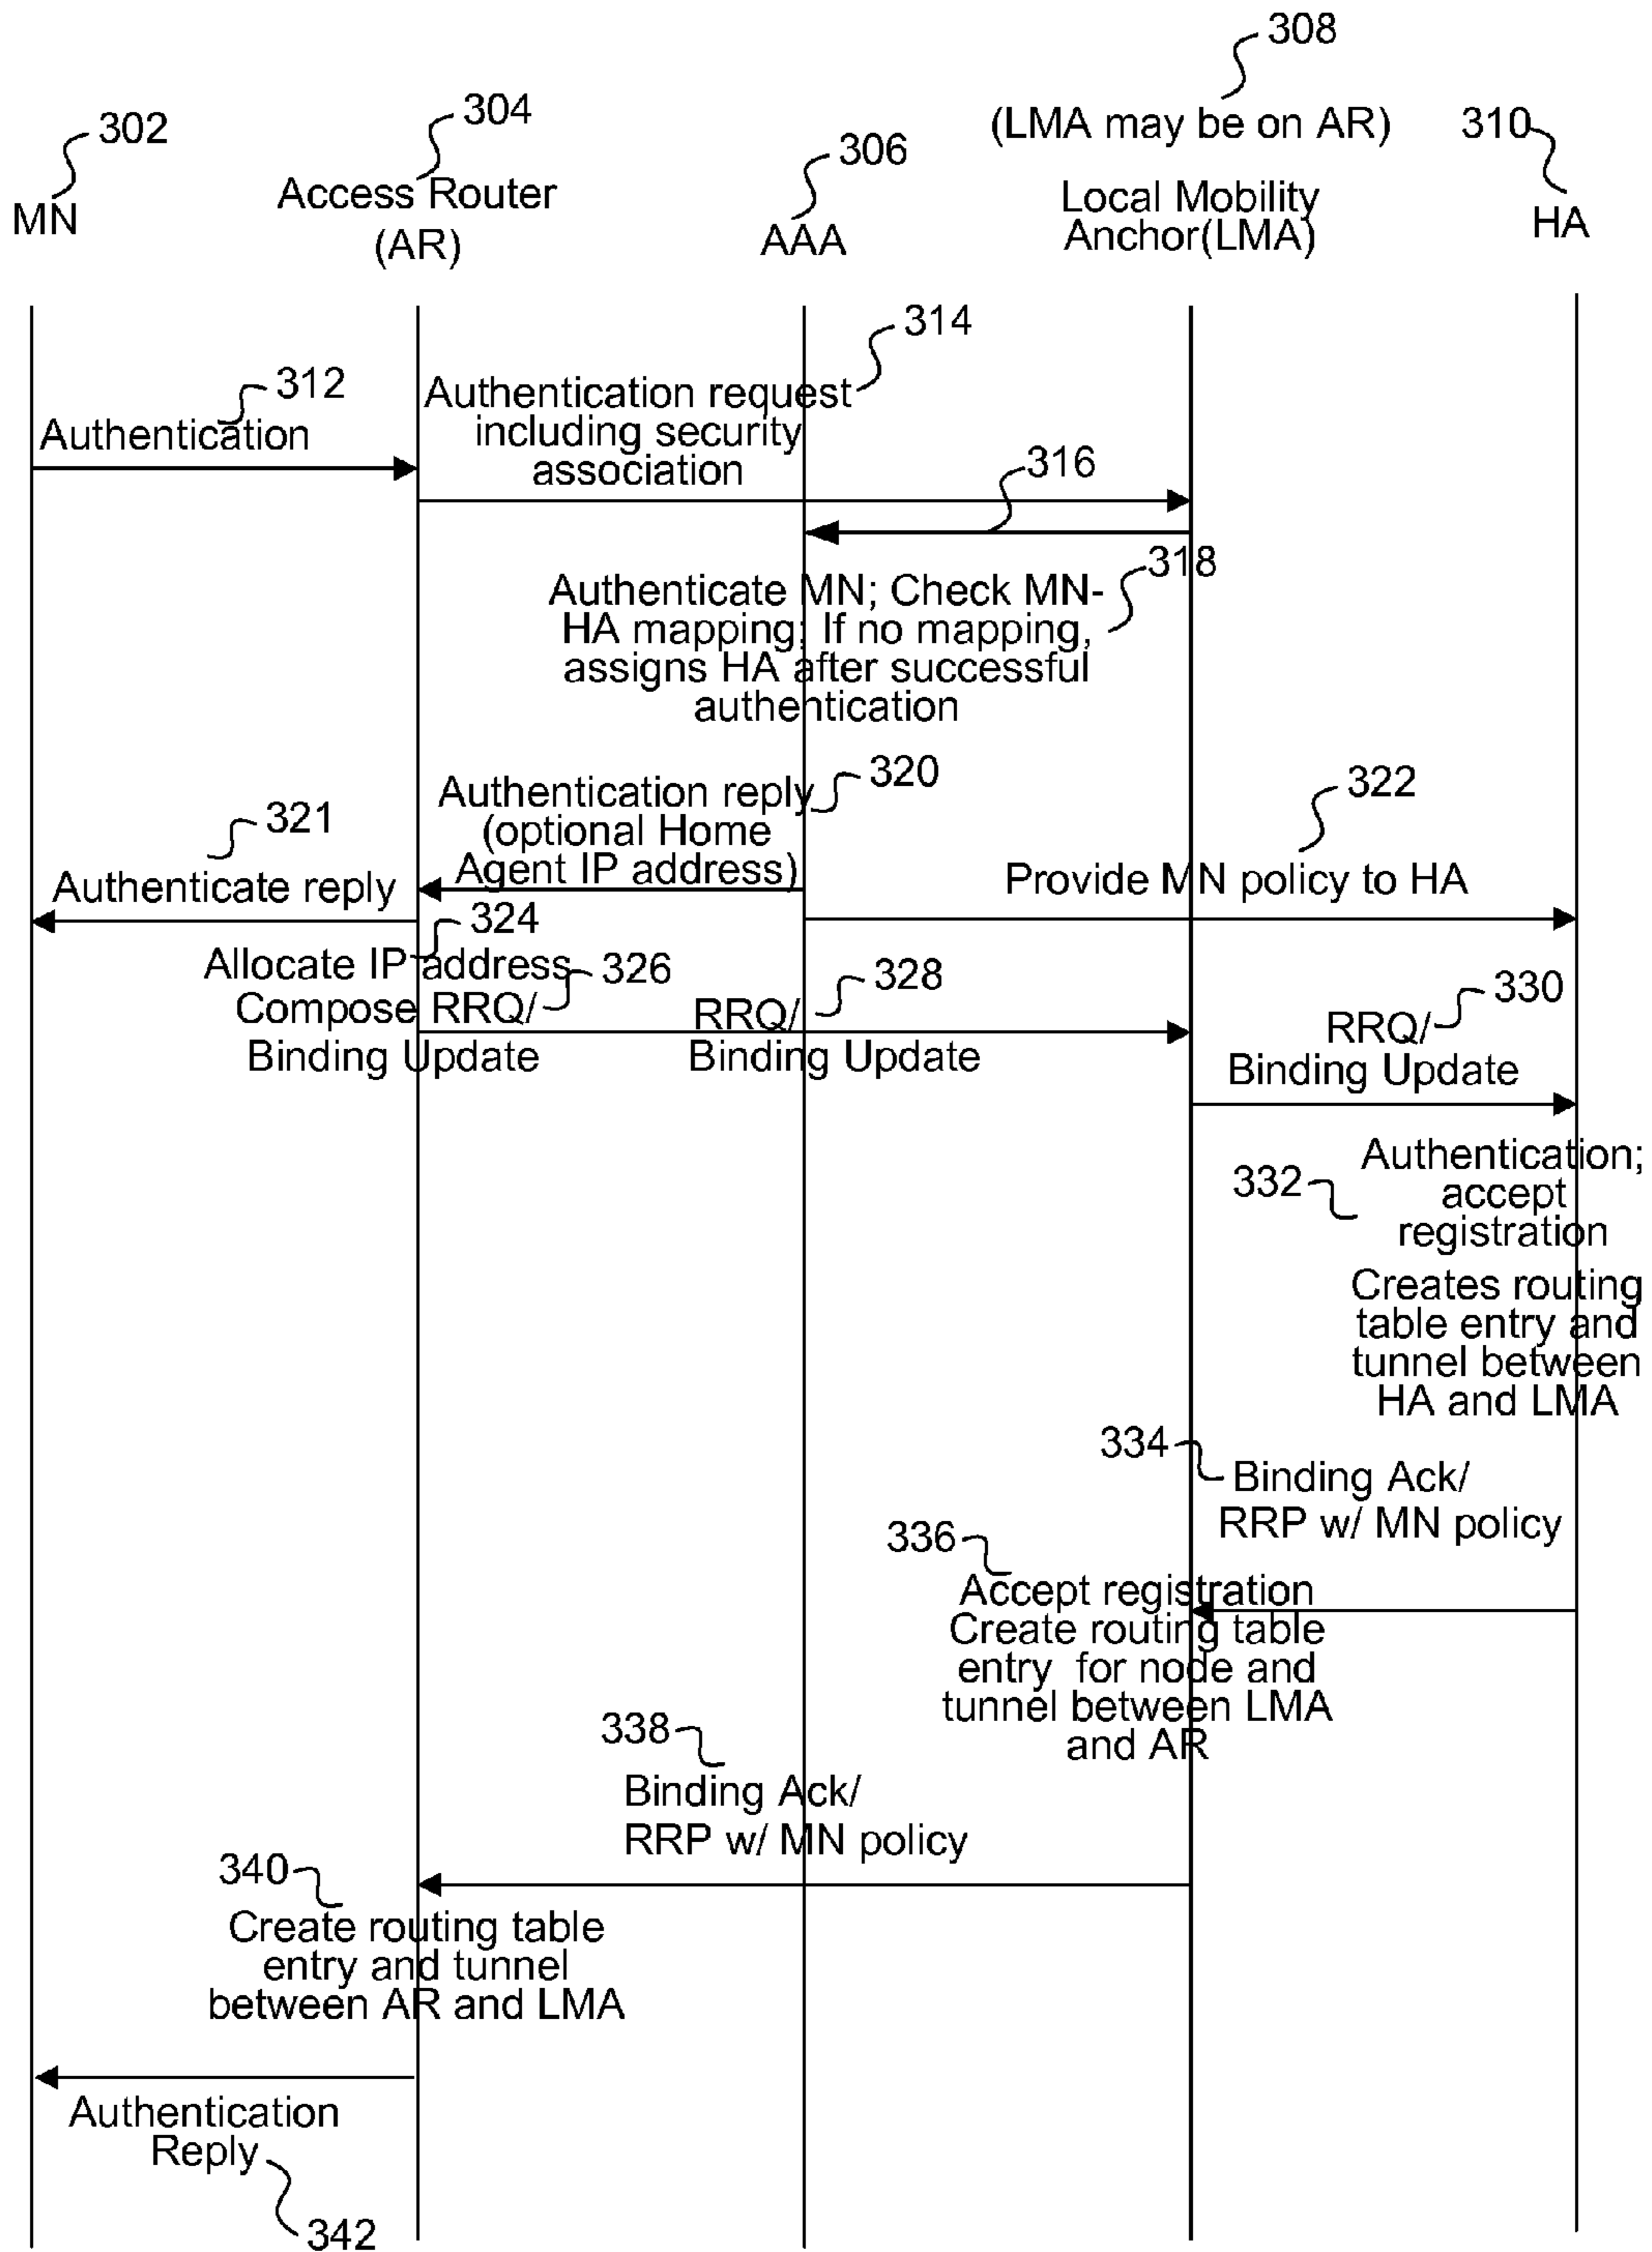 308
(LMA may be on AR)
310
304
302
306
Access Router
(AR)
MN
AAA
Local Mobility
Anchor(LMA)
HA
314
312
Authentication request
including security
association
Authentication
316
318
Authenticate MN; Check MN-
HA mapping; If no mapping,
assigns HA after successful
authentication
320
Authentication reply
(optional Home
Agent IP address)
322
Provide MN policy to HA
321
Authenticate reply
324
Allocate IP address
326
Compose RRQ/
Binding Update
328
RRQ/
Binding Update
330
RRQ/
Binding Update
332
Authentication;
accept
registration
Creates routing
table entry and
tunnel between
HA and LMA
334
Binding Ack/
RRP w/ MN policy
336
Accept registration
Create routing table
entry for node and
tunnel between LMA
and AR
338
Binding Ack/
RRP w/ MN policy
340
Create routing table
entry and tunnel
between AR and LMA
Authentication
Reply
342